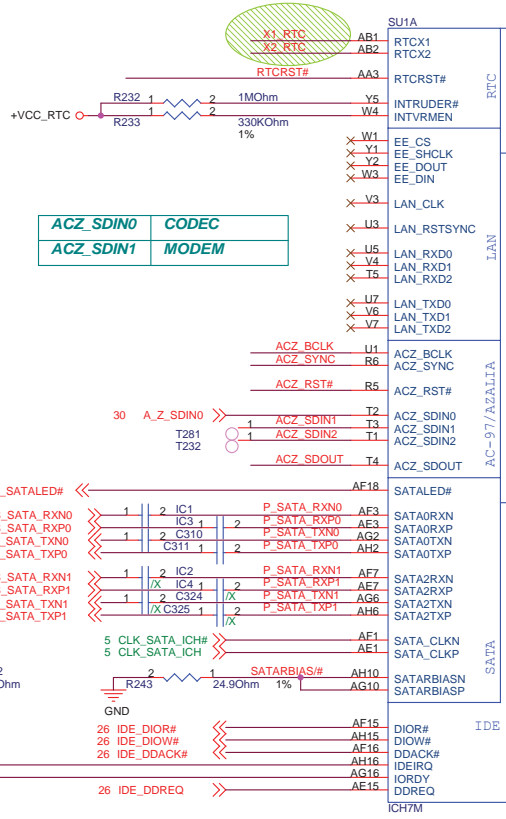 SU1A
X1_RTC AB1 RTCX1
X2_RTC AB2 RTCX2
RTCRST# AA3 RTCRST#
RTC
R232 1 2 1MOhm Y5 INTRUDER#
+VCC_RTC
R233 1 2 330KOhm W4 INTVRMEN
1%
W1 EE_CS
Y1 EE_SHCLK
Y2 EE_DOUT
W3 EE_DIN
V3 LAN_CLK
U3 LAN_RSTSYNC
LAN
ACZ_SDIN0 CODEC
ACZ_SDIN1 MODEM
U5 LAN_RXD0
V4 LAN_RXD1
T5 LAN_RXD2
U7 LAN_TXD0
V6 LAN_TXD1
V7 LAN_TXD2
ACZ_BCLK U1 ACZ_BCLK
ACZ_SYNC R6 ACZ_SYNC
ACZ_RST# R5 ACZ_RST#
AC-97/AZALIA
30 A_Z_SDIN0 T2 ACZ_SDIN0
T281 1 ACZ_SDIN1 T3 ACZ_SDIN1
T232 1 ACZ_SDIN2 T1 ACZ_SDIN2
ACZ_SDOUT T4 ACZ_SDOUT
_SATALED# AF18 SATALED#
_SATA_RXN0 1 2 IC1 P_SATA_RXN0 AF3 SATA0RXN
_SATA_RXP0 IC3 1 2 P_SATA_RXP0 AE3 SATA0RXP
_SATA_TXN0 1 2 C310 P_SATA_TXN0 AG2 SATA0TXN
_SATA_TXP0 C311 1 2 P_SATA_TXP0 AH2 SATA0TXP
_SATA_RXN1 1 2 IC2 P_SATA_RXN1 AF7 SATA2RXN
_SATA_RXP1 /X IC4 1 2 P_SATA_RXP1 AE7 SATA2RXP
_SATA_TXN1 1 2 C324 /X P_SATA_TXN1 AG6 SATA2TXN
_SATA_TXP1 /X C325 1 2 P_SATA_TXP1 AH6 SATA2TXP
/X
5 CLK_SATA_ICH# AF1 SATA_CLKN
5 CLK_SATA_ICH AE1 SATA_CLKP
SATA
2 1 SATARBIAS/# AH10 SATARBIASN
R243 24.9Ohm 1% AG10 SATARBIASP
GND
IDE
26 IDE_DIOR# AF15 DIOR#
26 IDE_DIOW# AH15 DIOW#
26 IDE_DDACK# AF16 DDACK#
AH16 IDEIRQ
AG16 IORDY
26 IDE_DDREQ AE15 DDREQ
ICH7M